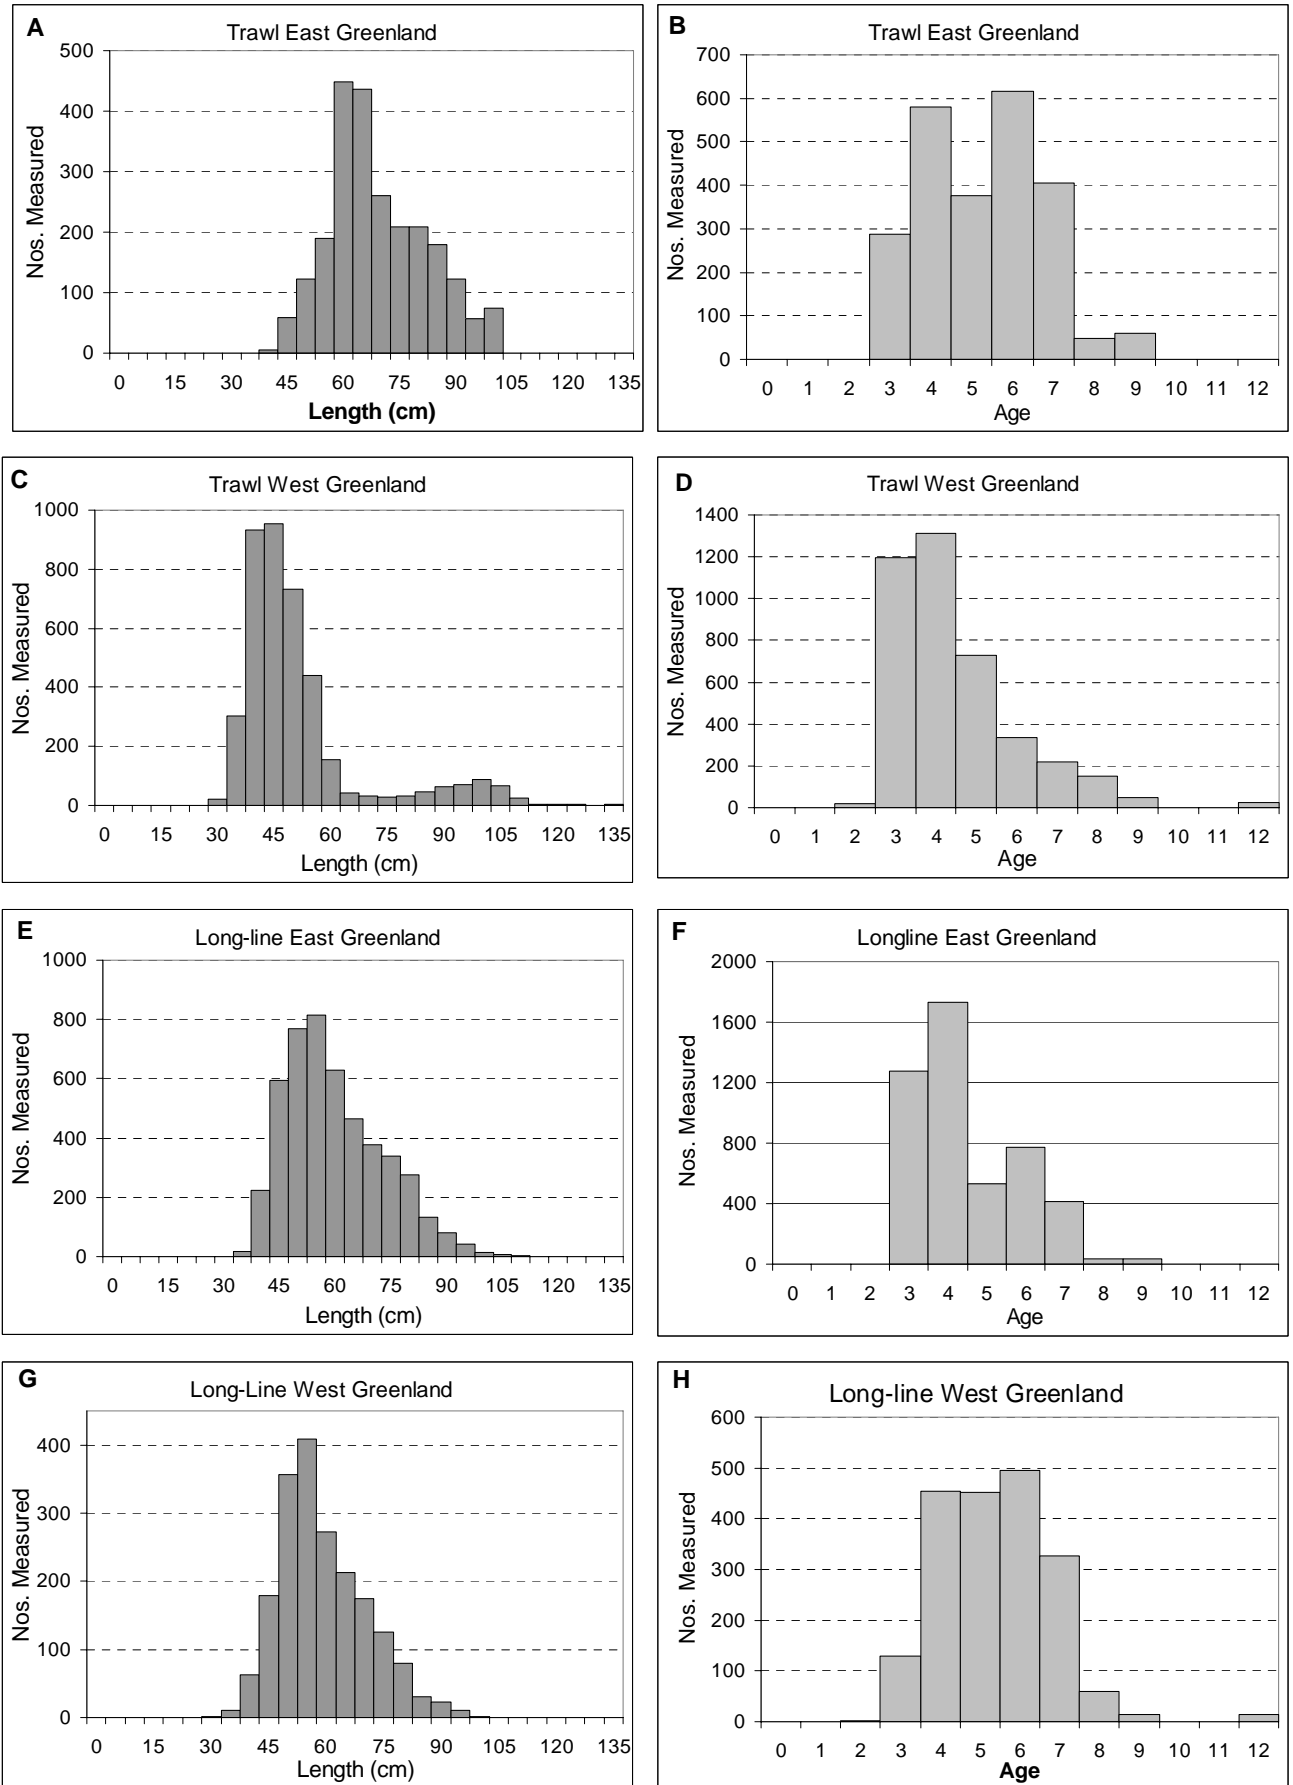 A
Trawl East Greenland
500
400
300
200
100
0
Nos. Measured
0 15 30 45 60 75 90 105 120 135
Length (cm)
B
Trawl East Greenland
700
600
500
400
300
200
100
0
Nos. Measured
0 1 2 3 4 5 6 7 8 9 10 11 12
Age
C
Trawl West Greenland
1000
800
600
400
200
0
Nos. Measured
0 15 30 45 60 75 90 105 120 135
Length (cm)
D
Trawl West Greenland
1400
1200
1000
800
600
400
200
0
Nos. Measured
0 1 2 3 4 5 6 7 8 9 10 11 12
Age
E
Long-line East Greenland
1000
800
600
400
200
0
Nos. Measured
0 15 30 45 60 75 90 105 120 135
Length (cm)
F
Longline East Greenland
2000
1600
1200
800
400
0
Nos. Measured
0 1 2 3 4 5 6 7 8 9 10 11 12
Age
G
Long-Line West Greenland
400
300
200
100
0
Nos. Measured
0 15 30 45 60 75 90 105 120 135
Length (cm)
H
Long-line West Greenland
600
500
400
300
200
100
0
Nos. Measured
0 1 2 3 4 5 6 7 8 9 10 11 12
Age